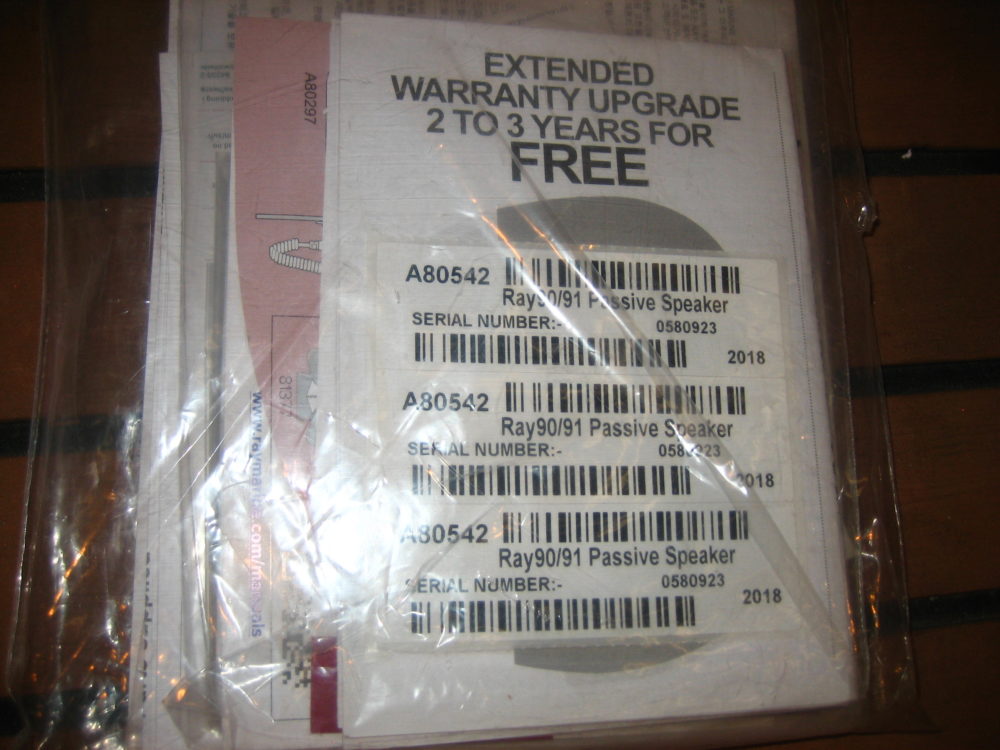 EXTENDED
WARRANTY UPGRADE
2 TO 3 YEARS FOR
FREE
A80297
A80542
Ray90/91 Passive Speaker
SERIAL NUMBER:-
0580923
2018
A80542
Ray90/91 Passive Speaker
SERIAL NUMBER:-
0580923
2018
A80542
Ray90/91 Passive Speaker
SERIAL NUMBER:-
0580923
2018